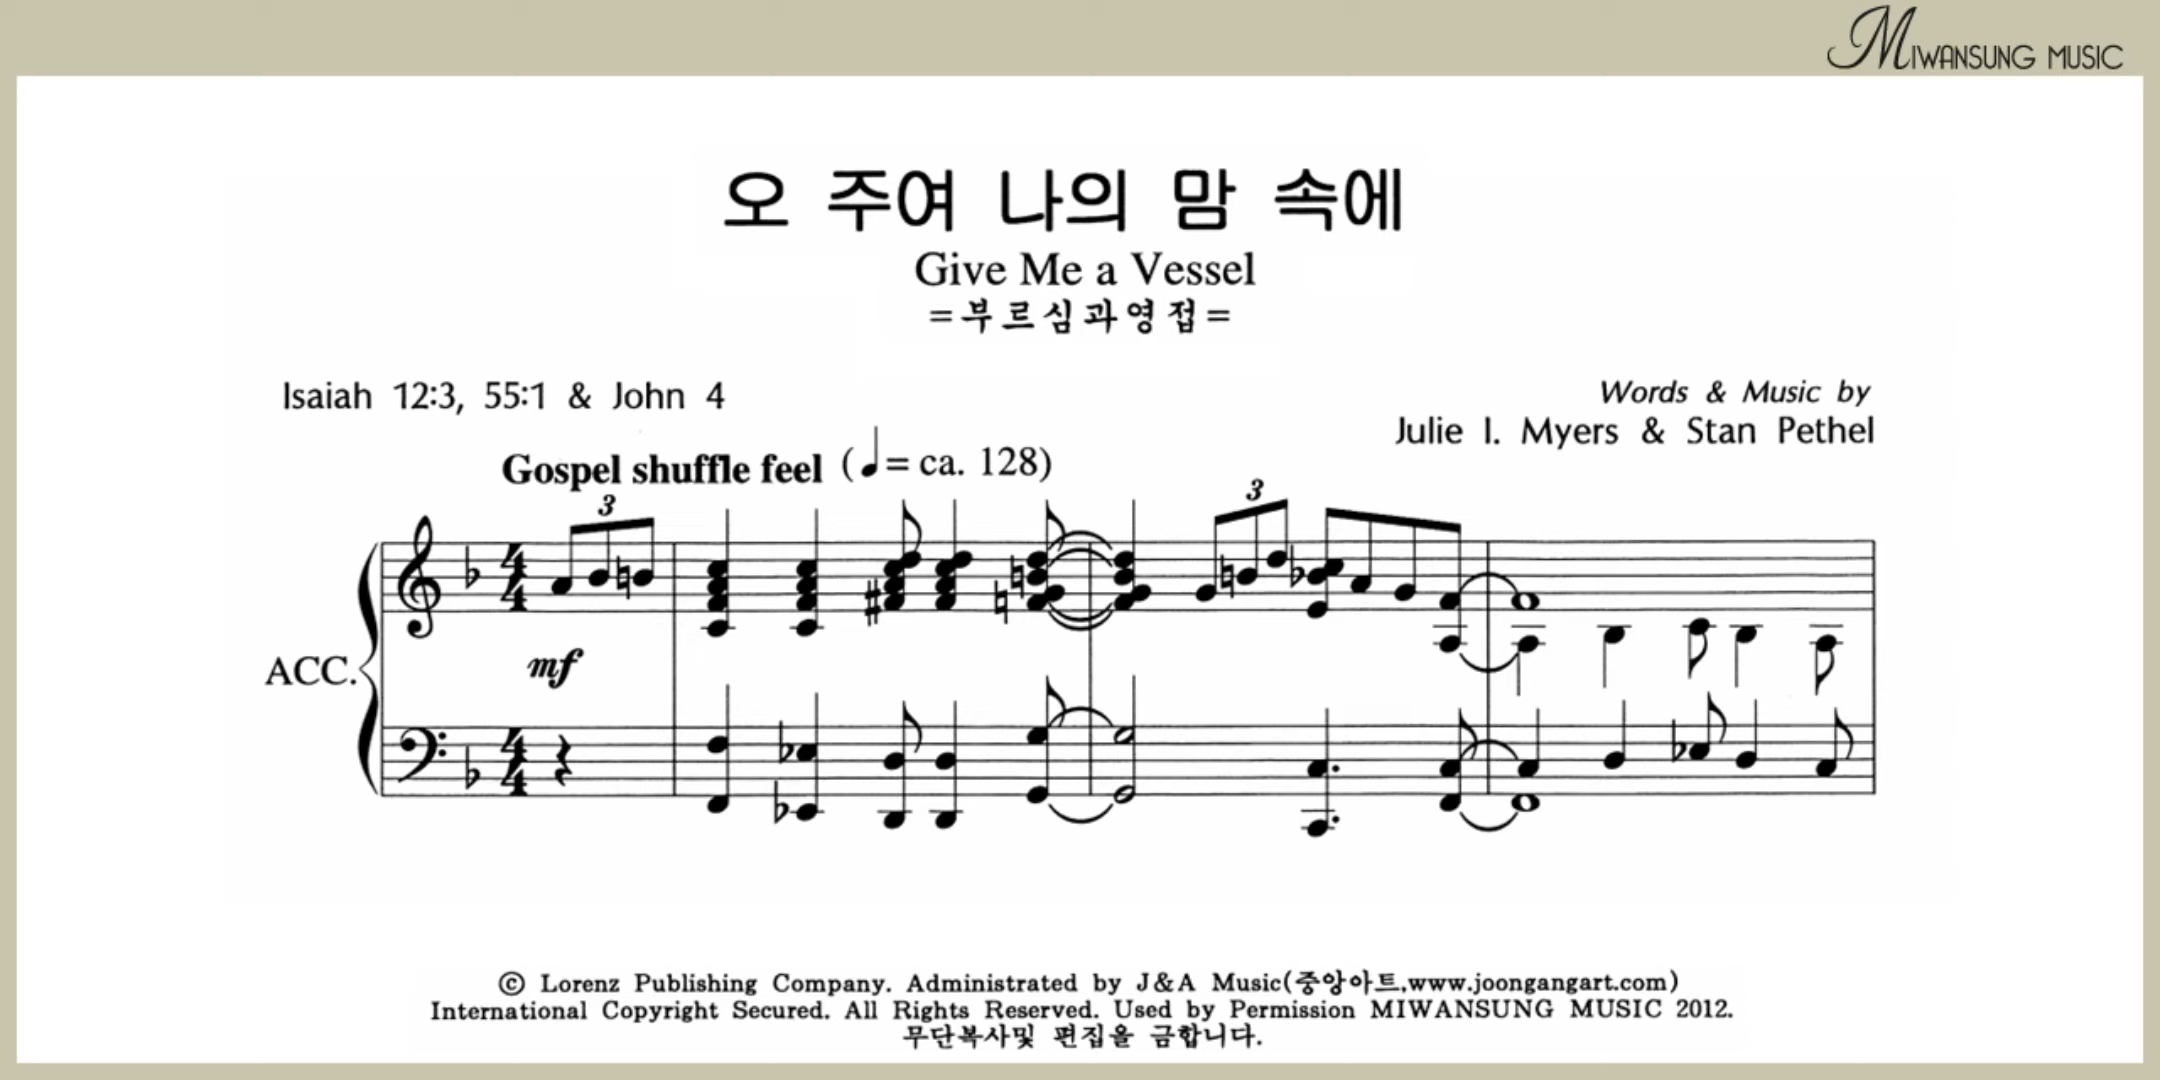 MIWANSUNG MUSIC
오 주여 나의 맘 속에
Give Me a Vessel
=부르심과영접=
Isaiah 12:3, 55:1 & John 4
Words & Music by
Julie I. Myers & Stan Pethel
Gospel shuffle feel (♩= ca. 128)
3
3
4
4
ACC.
mf
4
4
© Lorenz Publishing Company. Administrated by J&A Music(중앙아트,www.joongangart.com)
International Copyright Secured. All Rights Reserved. Used by Permission MIWANSUNG MUSIC 2012.
무단복사및 편집을 금합니다.